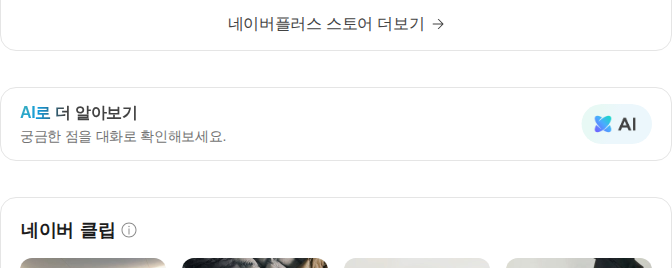 네이버플러스 스토어 더보기 →
AI로 더 알아보기
궁금한 점을 대화로 확인해보세요.
AI
네이버 클립